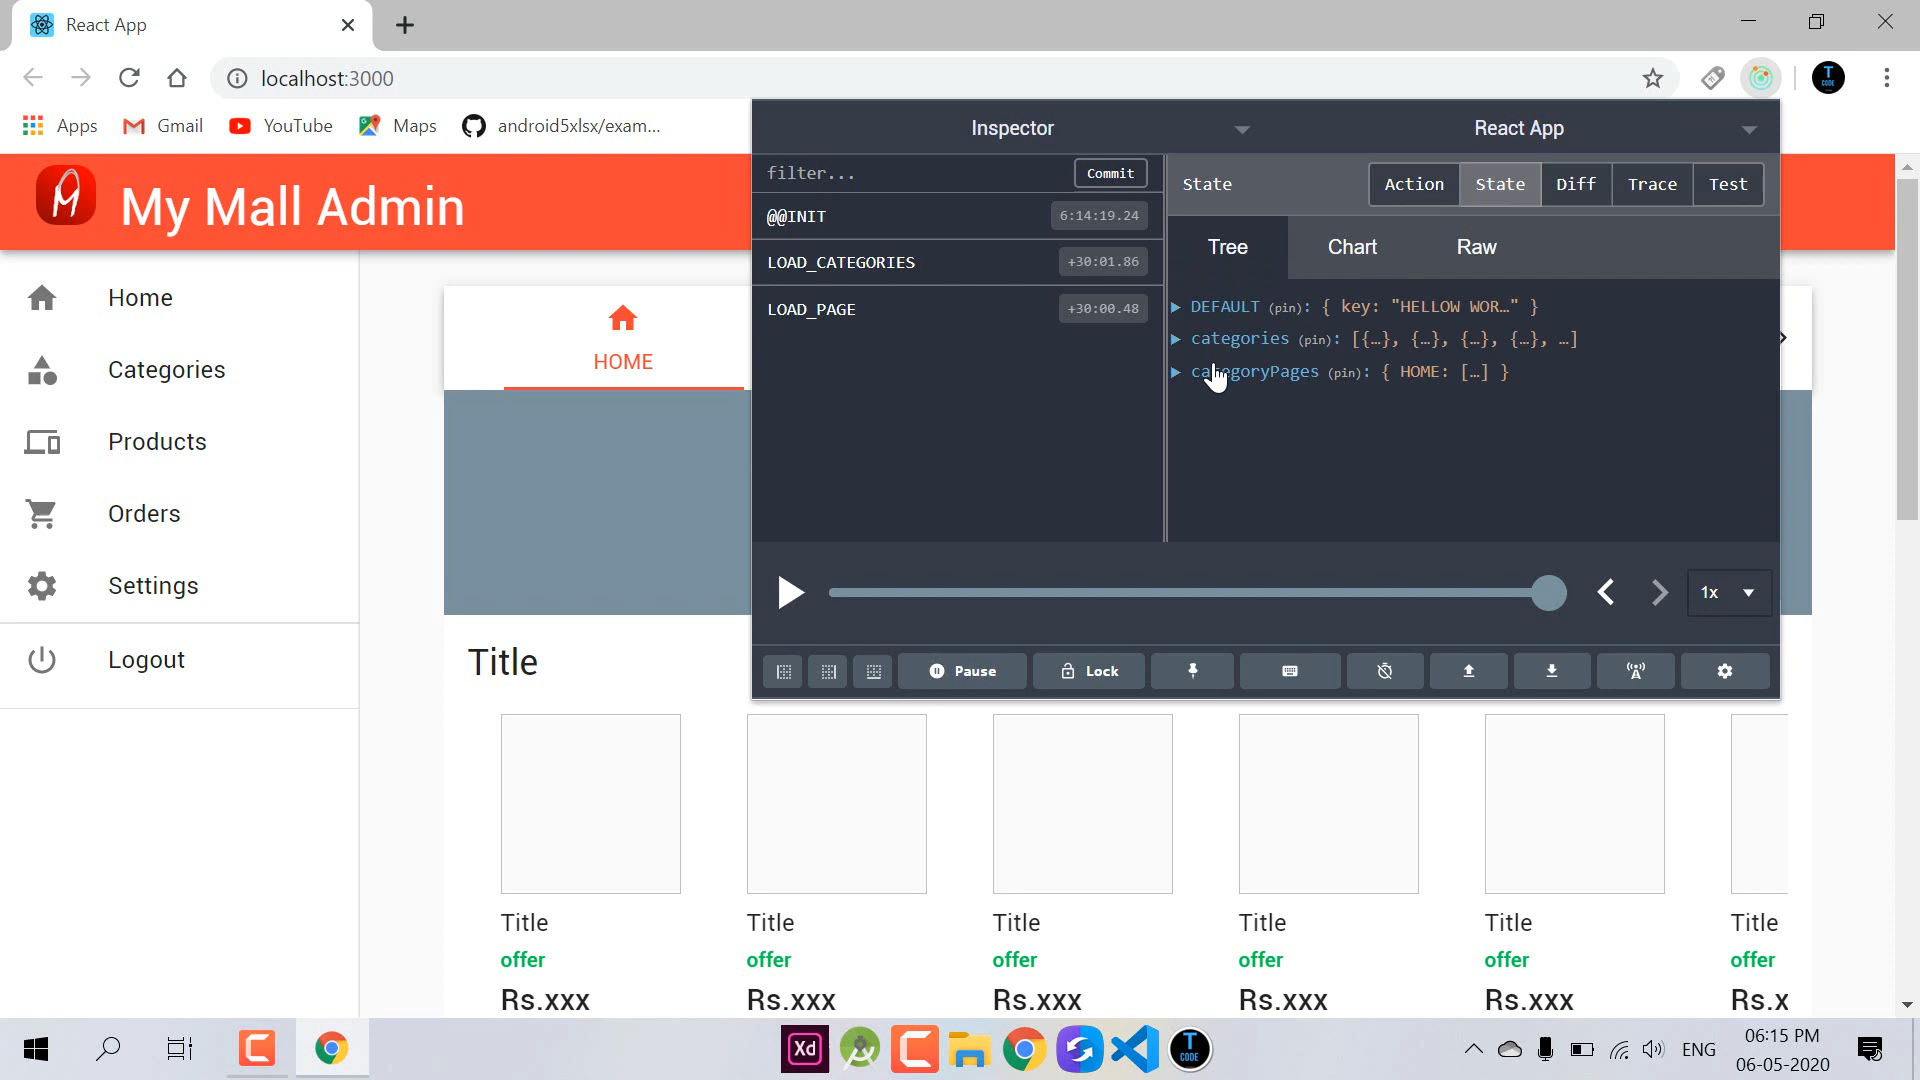 React App
localhost:3000
Apps
Gmail
YouTube
Maps
android5xlsx/exam...
T
CODE
My Mall Admin
Home
Categories
Products
Orders
Settings
Logout
HOME
Title
Inspector
React App
filter...
Commit
@@INIT
6:14:19.24
LOAD_CATEGORIES
+30:01.86
LOAD_PAGE
+30:00.48
State
Action
State
Diff
Trace
Test
Tree
Chart
Raw
DEFAULT (pin): { key: "HELLOW WOR…" }
categories (pin): [{…}, {…}, {…}, {…}, …]
categoryPages (pin): { HOME: […] }
1x
Pause
Lock
Title
offer
Rs.xxx
Title
offer
Rs.xxx
Title
offer
Rs.xxx
Title
offer
Rs.xxx
Title
offer
Rs.xxx
Title
offer
Rs.x
Xd
T
CODE
ENG
06:15 PM
06-05-2020